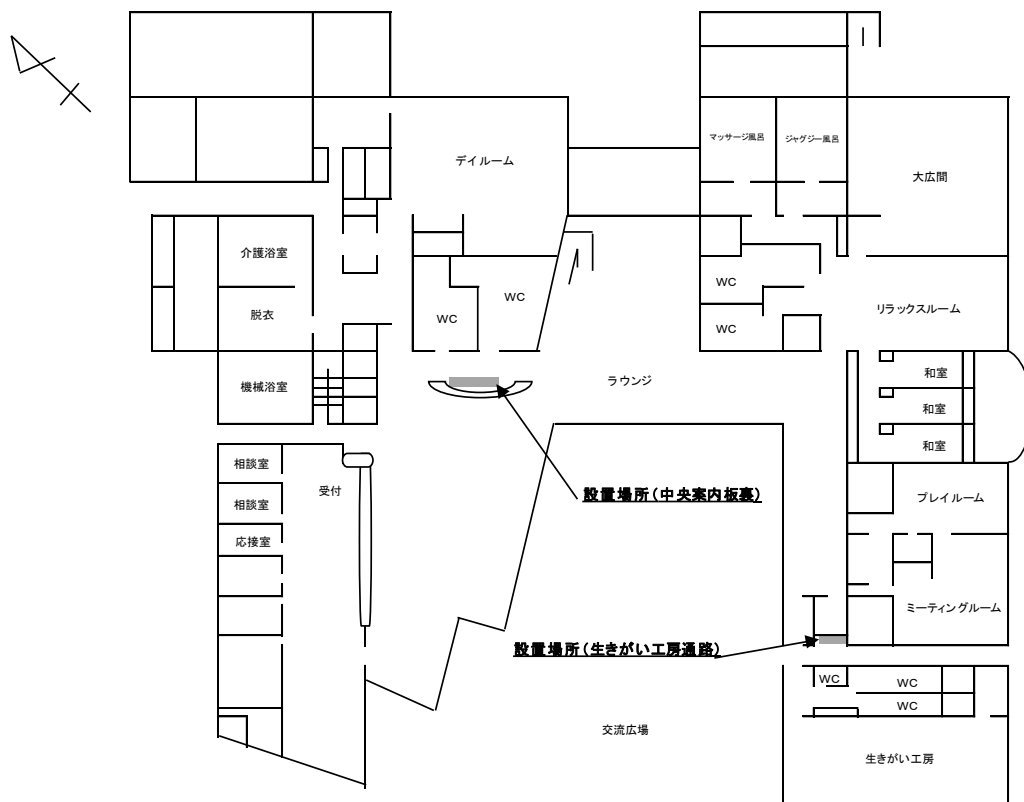 マッサージ風呂
ジャグジー風呂
デイルーム
大広間
介護浴室
WC
WC
脱衣
WC
WC
リラックスルーム
機械浴室
ラウンジ
和室
和室
和室
相談室
受付
設置場所(中央案内板裏)
プレイルーム
相談室
応接室
ミーティングルーム
設置場所(生きがい工房通路)
WC
WC
WC
交流広場
生きがい工房